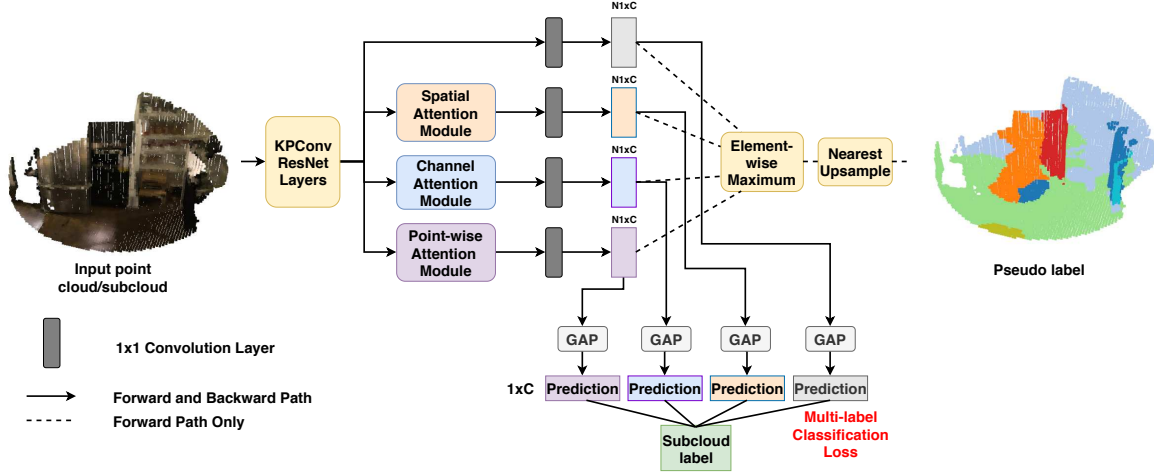 N1xC
Spatial
Attention
Module
N1xC
KPConv
ResNet
Layers
Channel
Attention
Module
N1xC
Element-
wise
Maximum
Nearest
Upsample
Point-wise
Attention
Module
N1xC
Input point
cloud/subcloud
Pseudo label
1x1 Convolution Layer
Forward and Backward Path
Forward Path Only
GAP
GAP
GAP
GAP
1xC
Prediction
Prediction
Prediction
Prediction
Subcloud
label
Multi-label
Classification
Loss